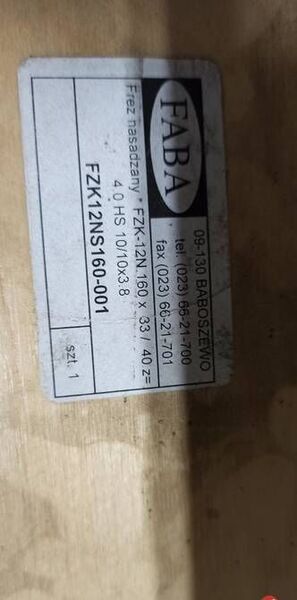 FABA
09-130 BABOSZEWO
tel. (023) 66-21-700
fax (023) 66-21-701
Frez nasadzany * FZK-12N 160 x 33 / 40 z=
4.0 HS 10/10x3.8
FZK12NS160-001
szt. 1